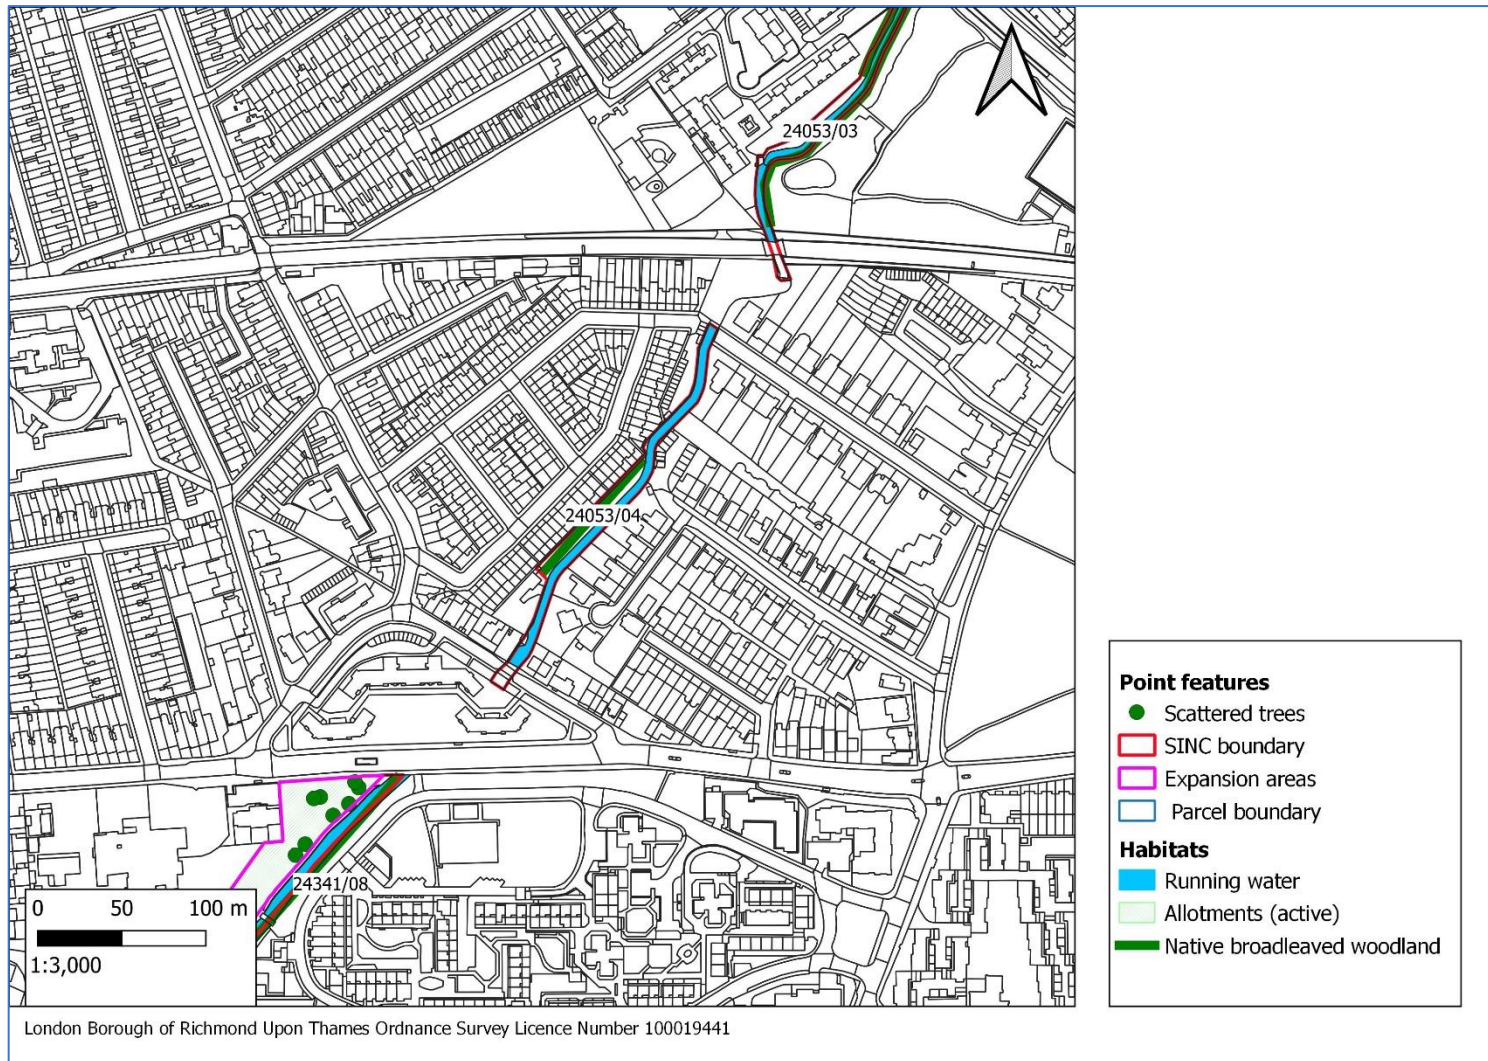 24053/03
24053/04
24341/08
0 50 100 m
1:3,000
Point features
Scattered trees
SINC boundary
Expansion areas
Parcel boundary
Habitats
Running water
Allotments (active)
Native broadleaved woodland
London Borough of Richmond Upon Thames Ordnance Survey Licence Number 100019441